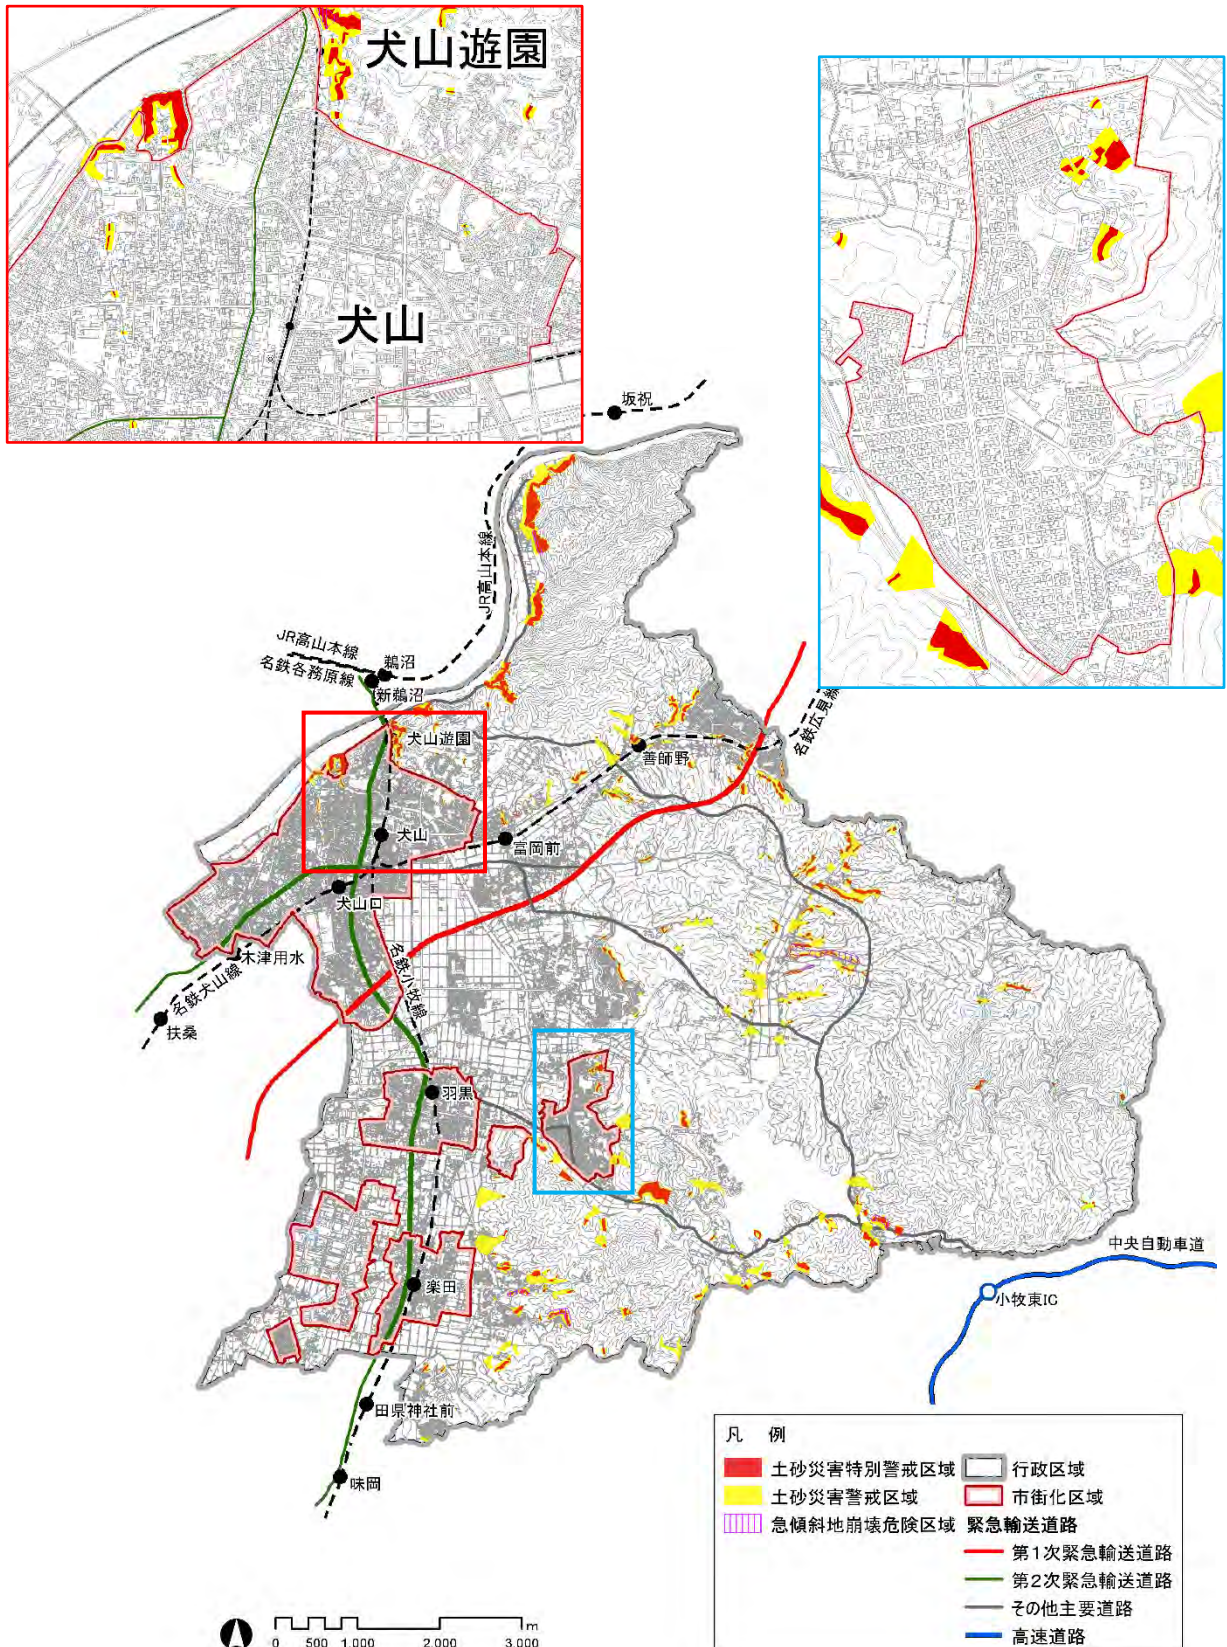 犬山遊園
犬山
坂祝
JR高山本線
JR高山本線
鵜沼
名鉄各務原線
新鵜沼
犬山遊園
善師野
名鉄広見線
犬山
富岡前
犬山口
木津用水
名鉄犬山線
名鉄小牧線
扶桑
羽黒
楽田
中央自動車道
小牧東IC
田県神社前
味岡
凡 例
土砂災害特別警戒区域 行政区域
土砂災害警戒区域 市街化区域
急傾斜地崩壊危険区域 緊急輸送道路
第1次緊急輸送道路
第2次緊急輸送道路
その他主要道路
高速道路
0 500 1,000 2,000 3,000 m